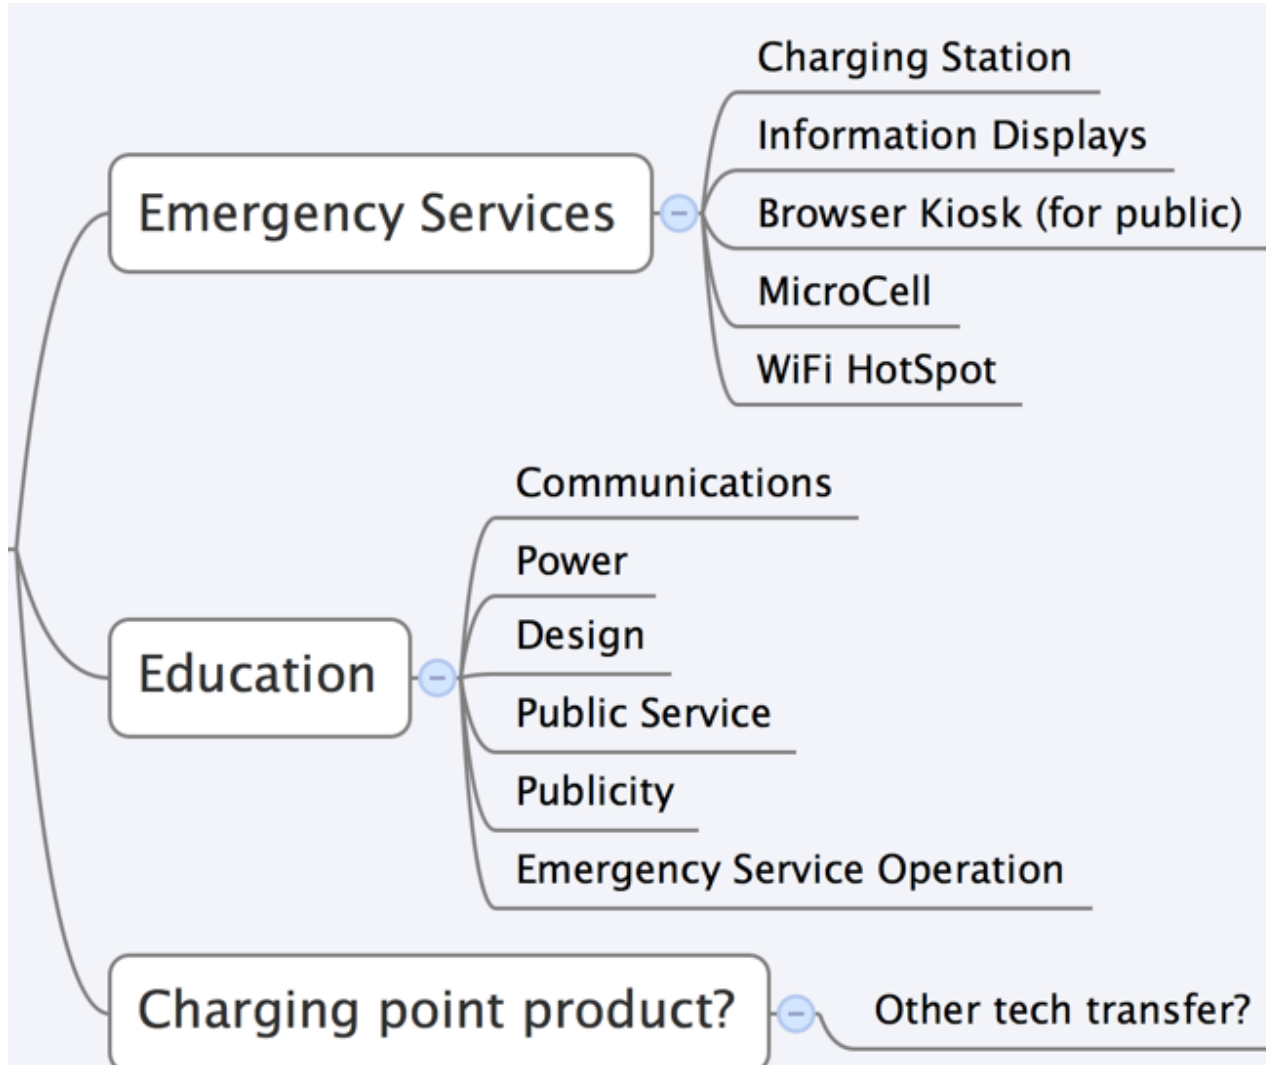 Charging Station
Information Displays
Emergency Services
Browser Kiosk (for public)
MicroCell
WiFi HotSpot
Communications
Power
Design
Education
Public Service
Publicity
Emergency Service Operation
Charging point product?
Other tech transfer?